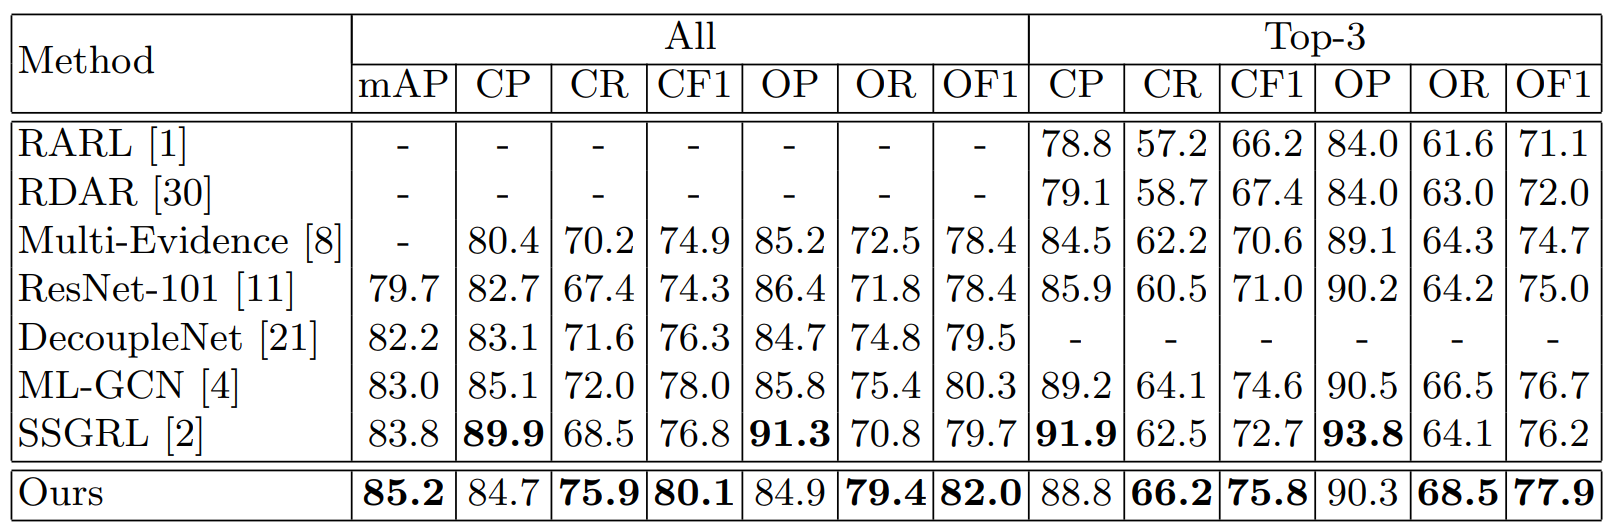 Method All Top-3
mAP CP CR CF1 OP OR OF1 CP CR CF1 OP OR OF1
RARL [1] - - - - - - - 78.8 57.2 66.2 84.0 61.6 71.1
RDAR [30] - - - - - - - 79.1 58.7 67.4 84.0 63.0 72.0
Multi-Evidence [8] - 80.4 70.2 74.9 85.2 72.5 78.4 84.5 62.2 70.6 89.1 64.3 74.7
ResNet-101 [11] 79.7 82.7 67.4 74.3 86.4 71.8 78.4 85.9 60.5 71.0 90.2 64.2 75.0
DecoupleNet [21] 82.2 83.1 71.6 76.3 84.7 74.8 79.5 - - - - - -
ML-GCN [4] 83.0 85.1 72.0 78.0 85.8 75.4 80.3 89.2 64.1 74.6 90.5 66.5 76.7
SSGRL [2] 83.8 89.9 68.5 76.8 91.3 70.8 79.7 91.9 62.5 72.7 93.8 64.1 76.2
Ours 85.2 84.7 75.9 80.1 84.9 79.4 82.0 88.8 66.2 75.8 90.3 68.5 77.9